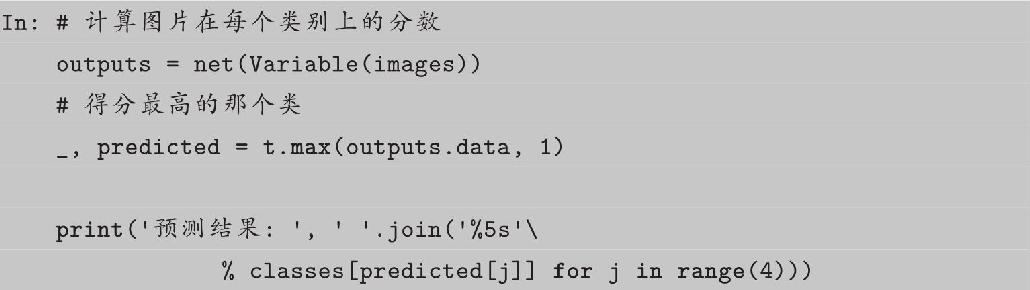 In: # 计算图片在每个类别上的分数
outputs = net(Variable(images))
# 得分最高的那个类
_, predicted = t.max(outputs.data, 1)
print('预测结果: ', ' '.join('%5s'\
% classes[predicted[j]] for j in range(4)))